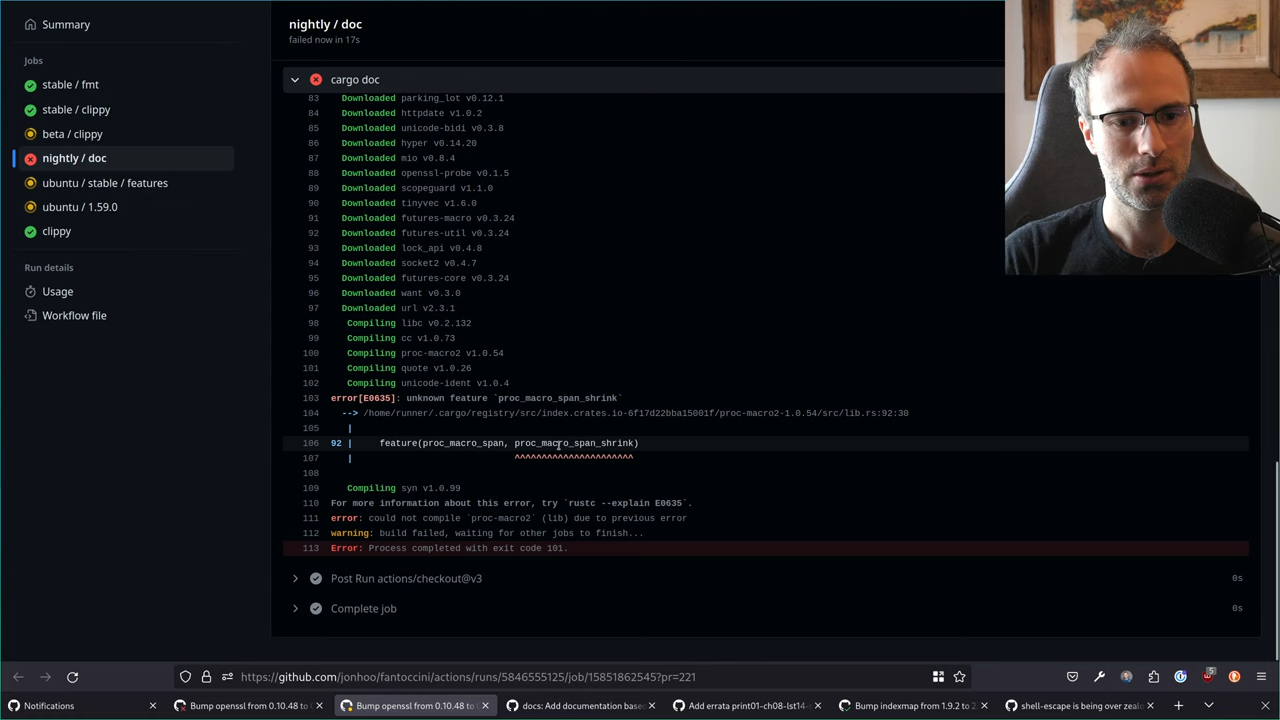 Summary
Jobs
stable / fmt
stable / clippy
beta / clippy
nightly / doc
ubuntu / stable / features
ubuntu / 1.59.0
clippy
Run details
Usage
Workflow file
nightly / doc
failed now in 17s
cargo doc
83 Downloaded parking_lot v0.12.1
84 Downloaded httpdate v1.0.2
85 Downloaded unicode-bidi v0.3.8
86 Downloaded hyper v0.14.20
87 Downloaded mio v0.8.4
88 Downloaded openssl-probe v0.1.5
89 Downloaded scopeguard v1.1.0
90 Downloaded tinyvec v1.6.0
91 Downloaded futures-macro v0.3.24
92 Downloaded futures-util v0.3.24
93 Downloaded lock_api v0.4.8
94 Downloaded socket2 v0.4.7
95 Downloaded futures-core v0.3.24
96 Downloaded want v0.3.0
97 Downloaded url v2.3.1
98 Compiling libc v0.2.132
99 Compiling cc v1.0.73
100 Compiling proc-macro2 v1.0.54
101 Compiling quote v1.0.26
102 Compiling unicode-ident v1.0.4
103 error[E0635]: unknown feature `proc_macro_span_shrink`
104 --> /home/runner/.cargo/registry/src/index.crates.io-6f17d22bba15001f/proc-macro2-1.0.54/src/lib.rs:92:30
105 |
106 92 | feature(proc_macro_span, proc_macro_span_shrink)
107 | ^^^^^^^^^^^^^^^^^^^^^^
108
109 Compiling syn v1.0.99
110 For more information about this error, try `rustc --explain E0635`.
111 error: could not compile `proc-macro2` (lib) due to previous error
112 warning: build failed, waiting for other jobs to finish...
113 Error: Process completed with exit code 101.
Post Run actions/checkout@v3 0s
Complete job 0s
https://github.com/jonhoo/fantoccini/actions/runs/5846555125/job/15851862545?pr=221
5
Notifications
Bump openssl from 0.10.48 to
Bump openssl from 0.10.48 to
docs: Add documentation base
Add errata print01-ch08-lst14-
Bump indexmap from 1.9.2 to
shell-escape is being over zeal